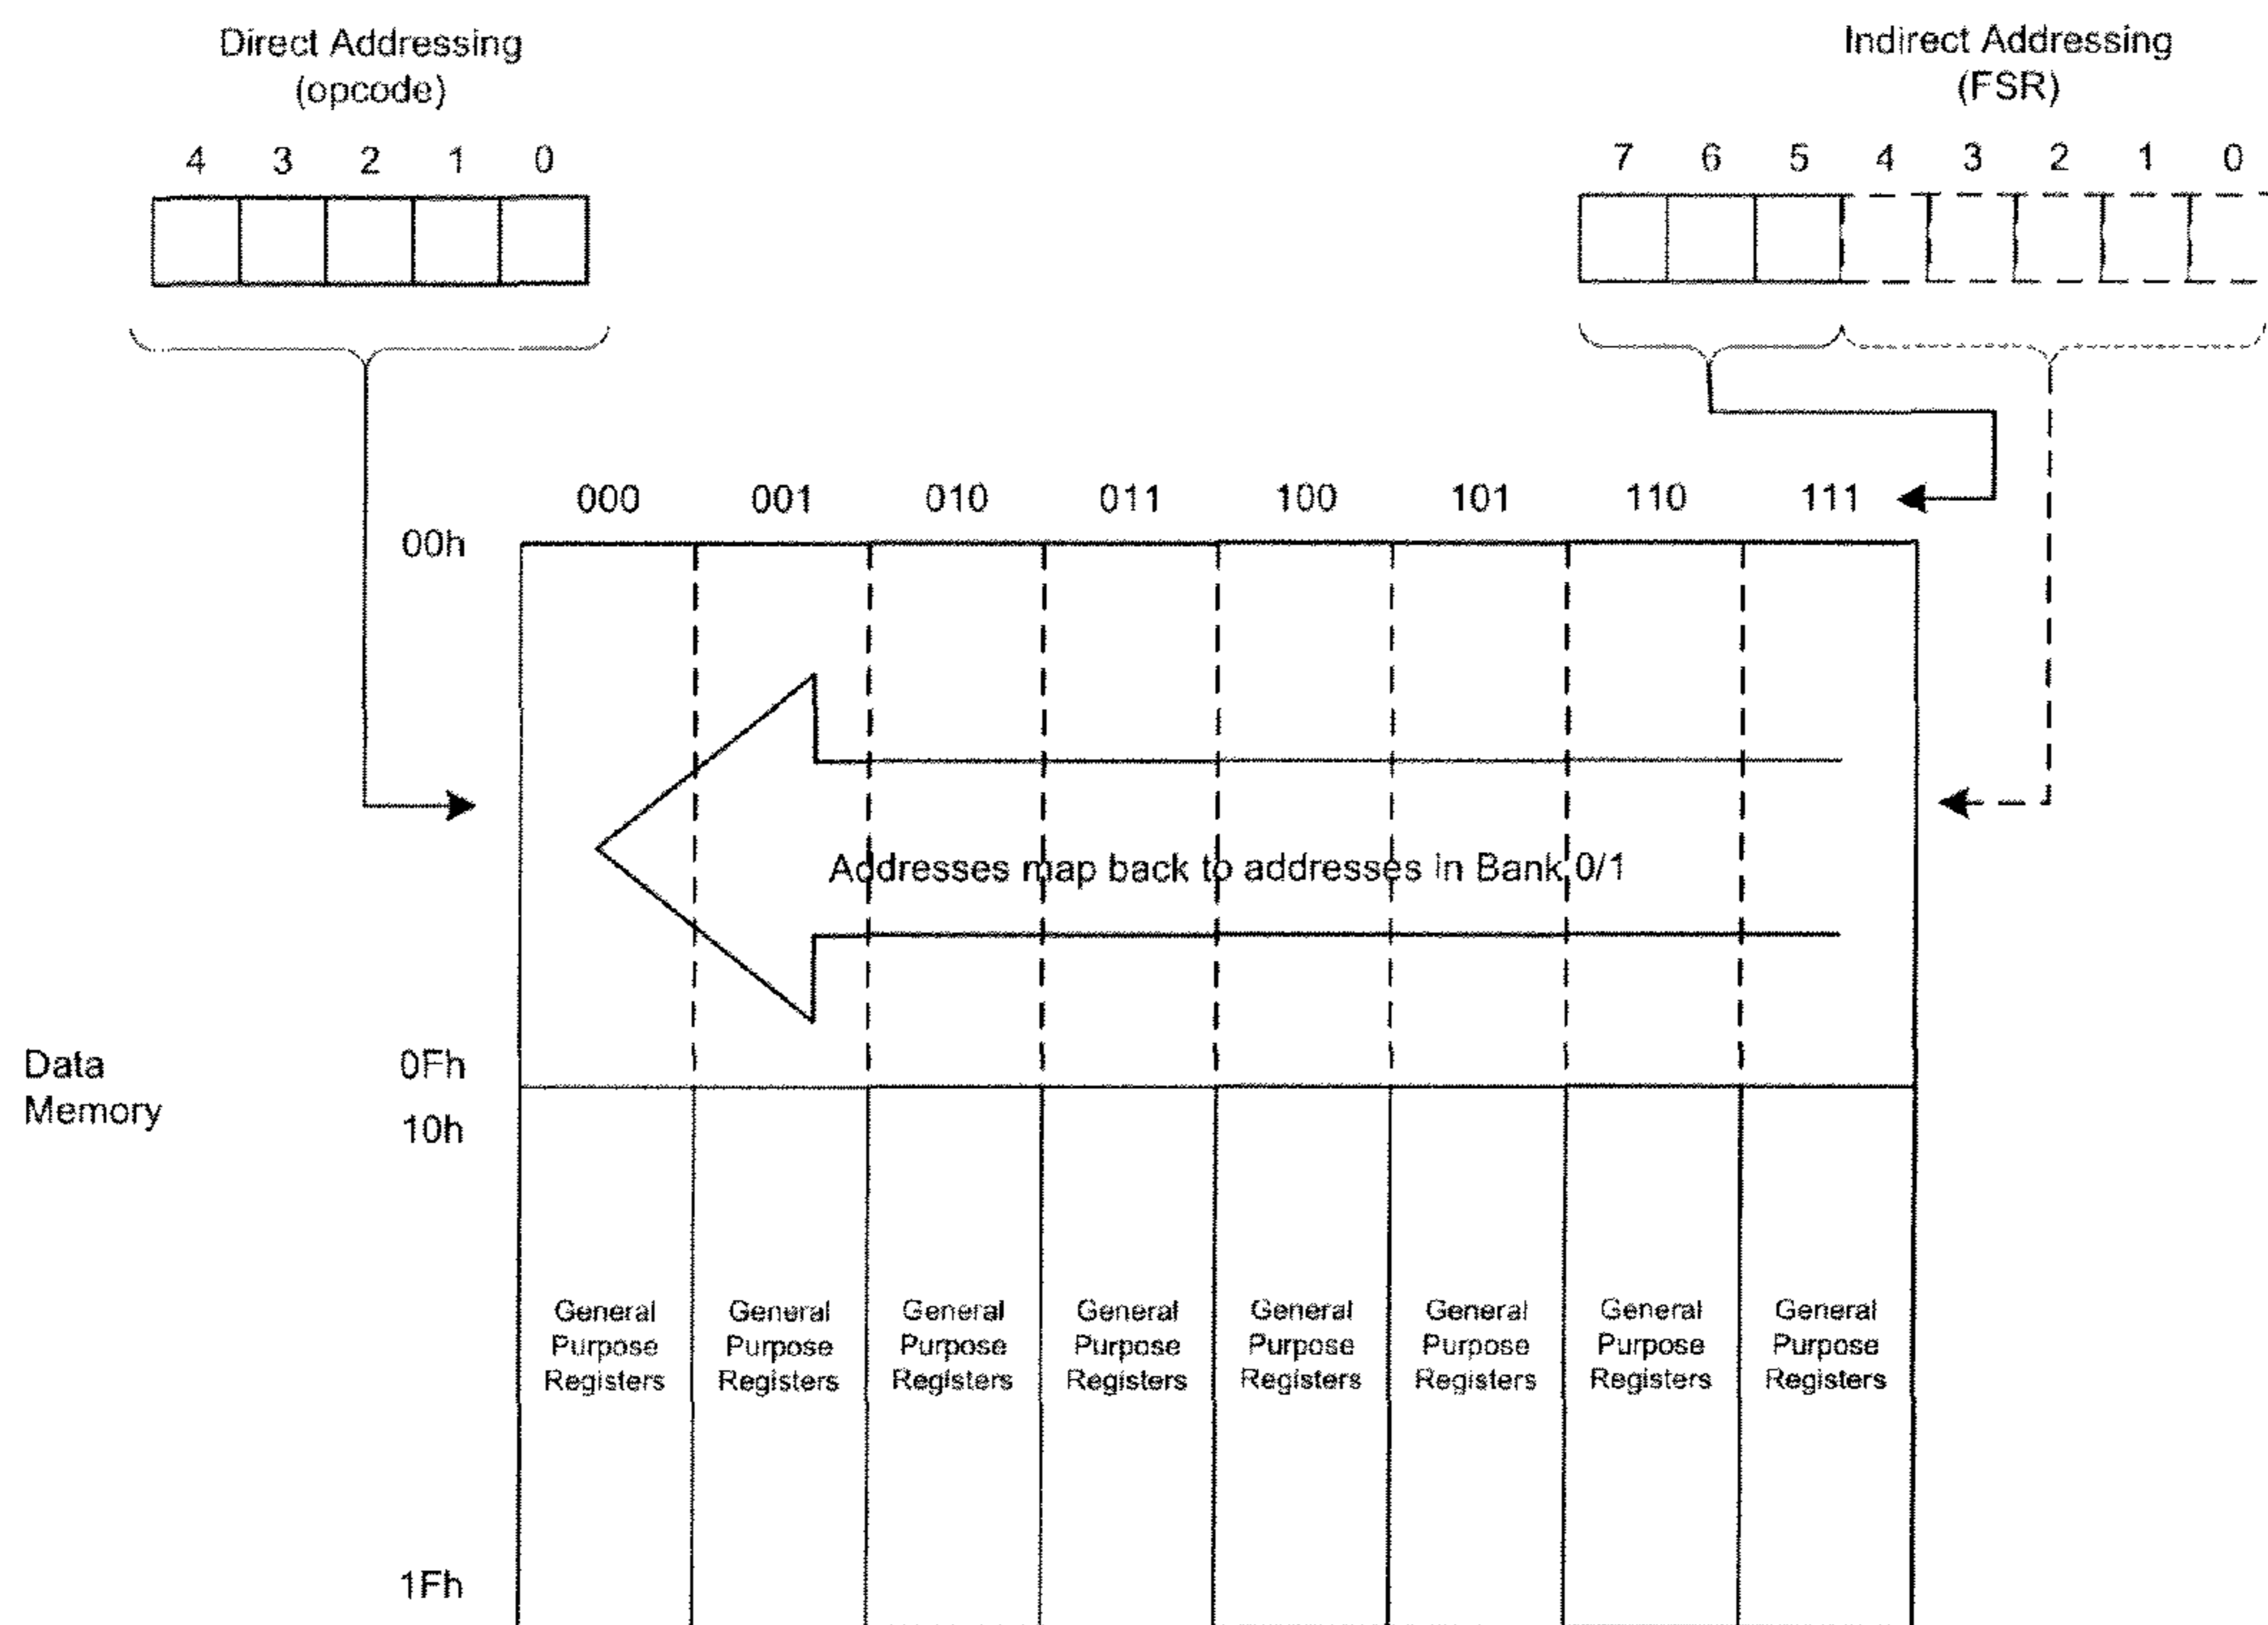 Direct Addressing
(opcode)
4 3 2 1 0
Indirect Addressing
(FSR)
7 6 5 4 3 2 1 0
000 001 010 011 100 101 110 111
00h
Addresses map back to addresses in Bank 0/1
Data
Memory
0Fh
10h
General General General General General General General General
Purpose Purpose Purpose Purpose Purpose Purpose Purpose Purpose
Registers Registers Registers Registers Registers Registers Registers Registers
1Fh